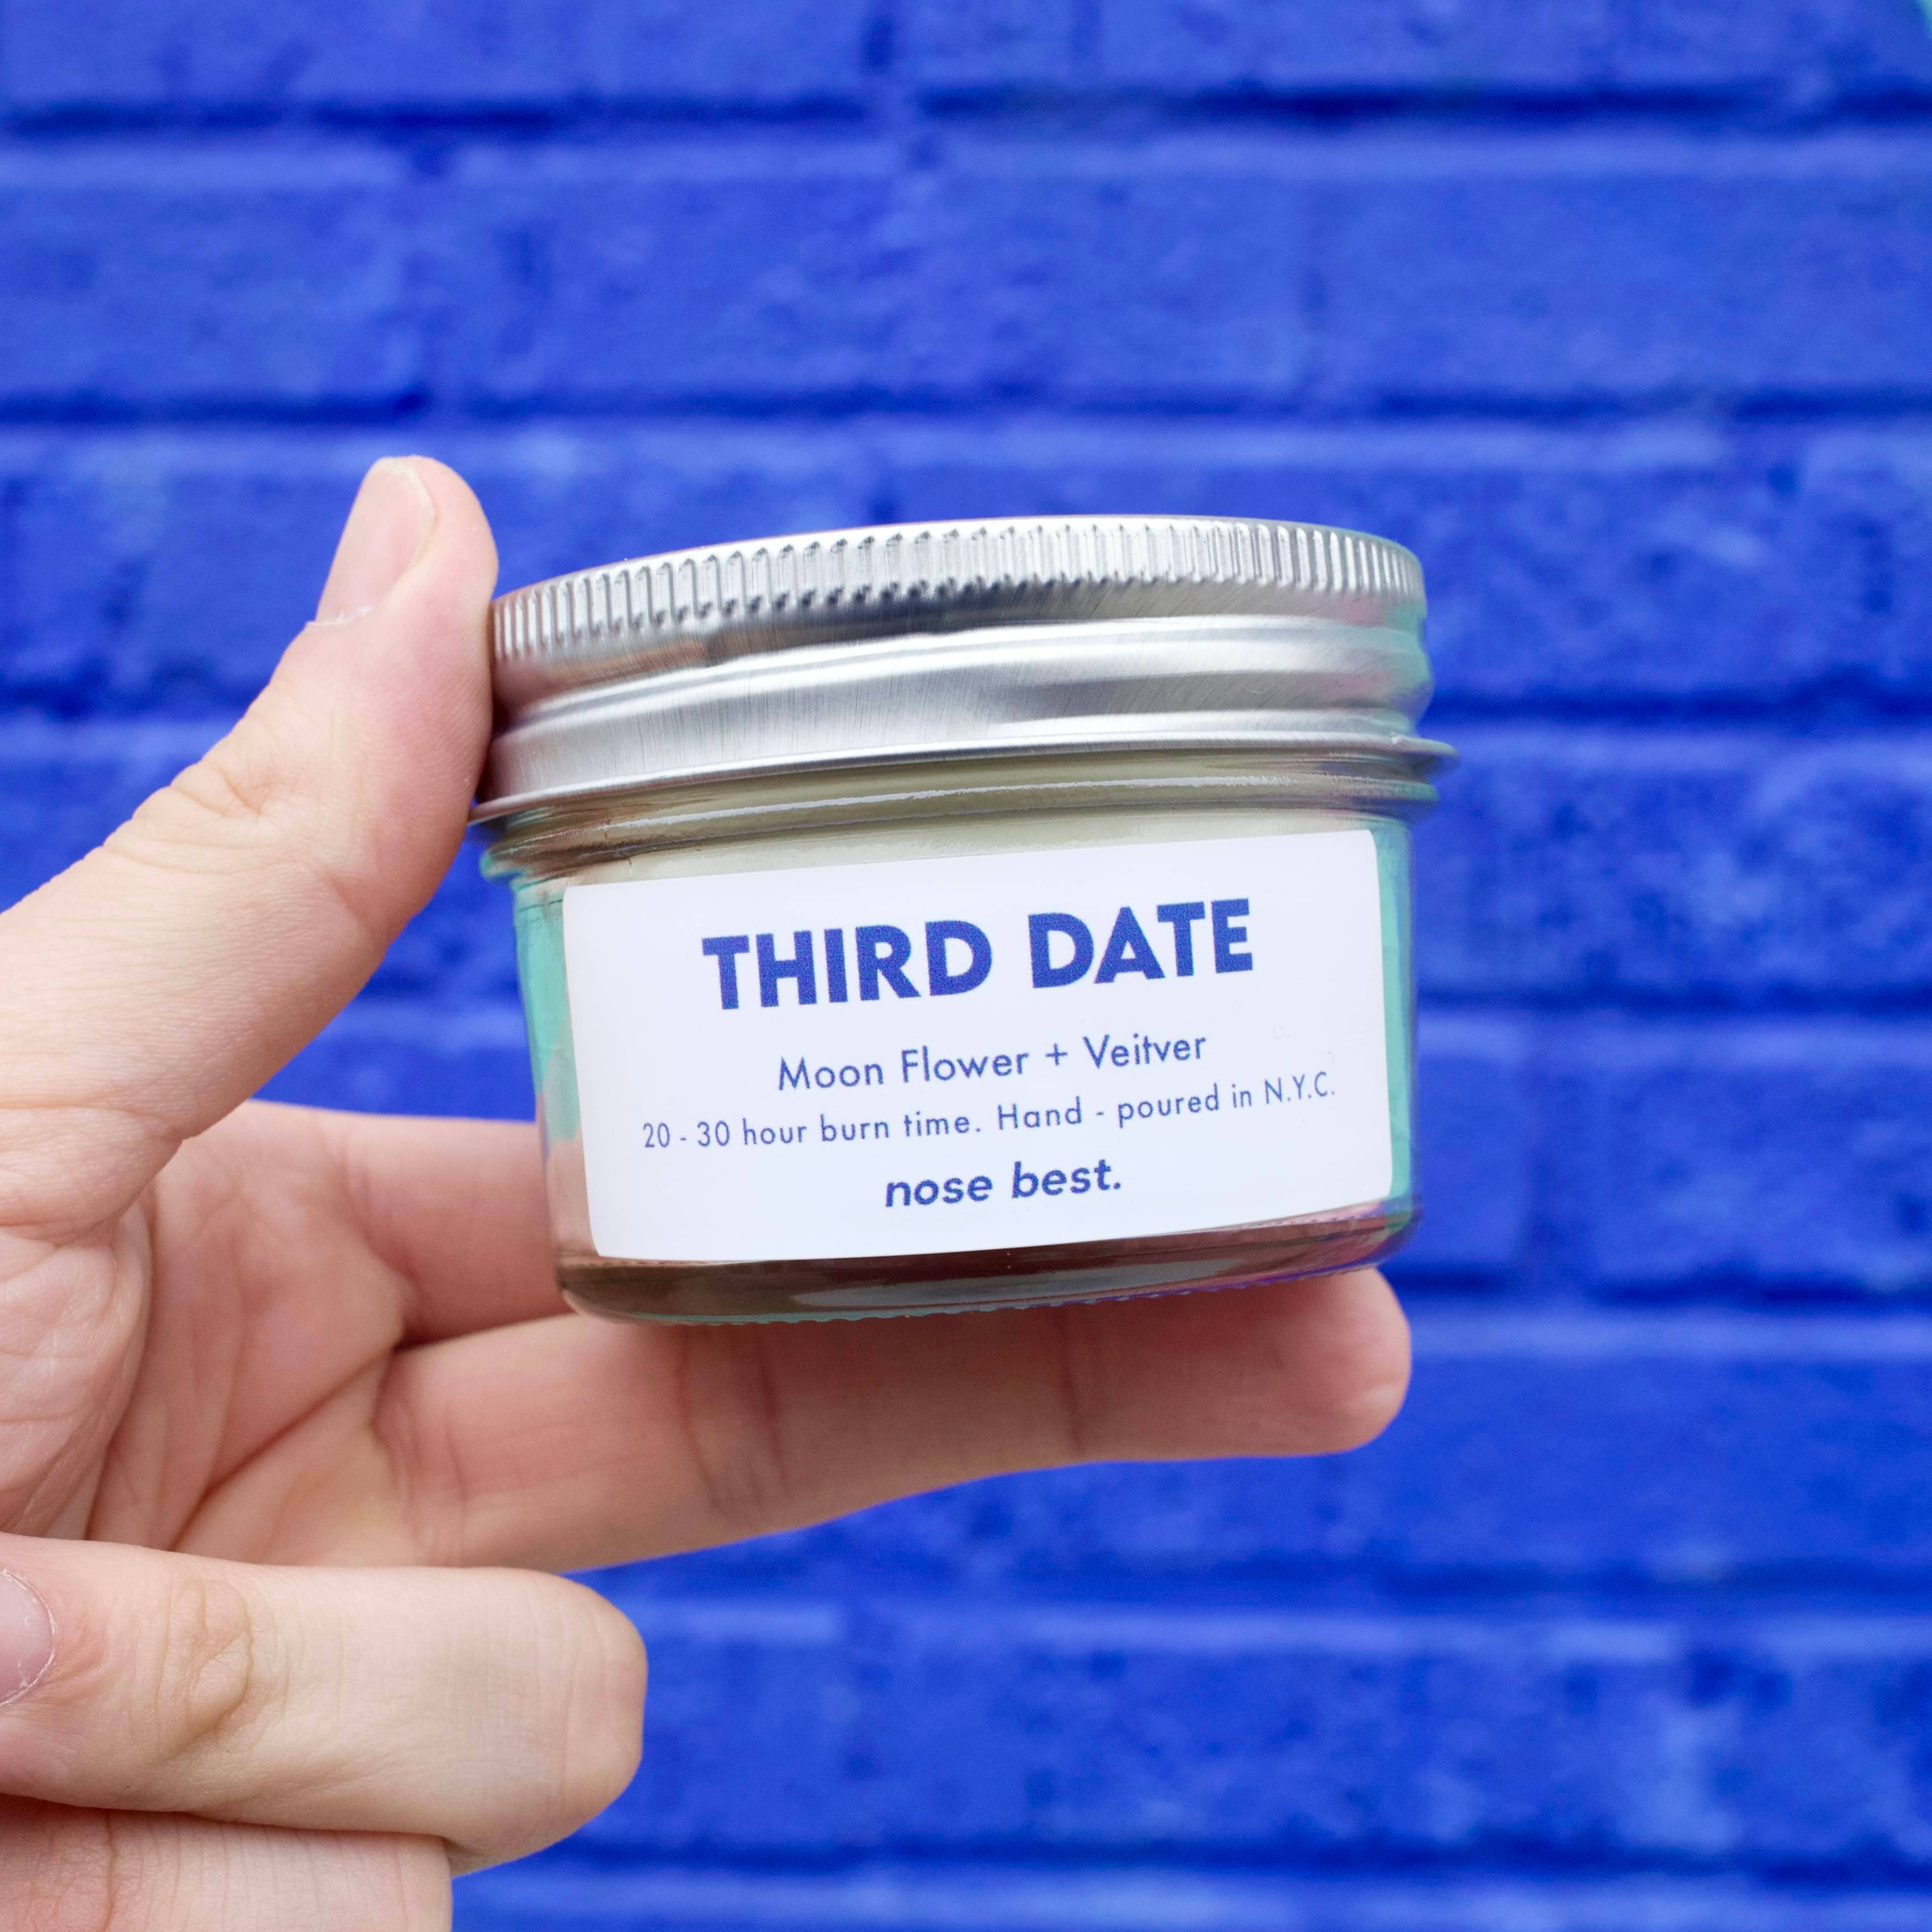 THIRD DATE
Moon Flower + Veitver
20 - 30 hour burn time. Hand - poured in N.Y.C.
nose best.